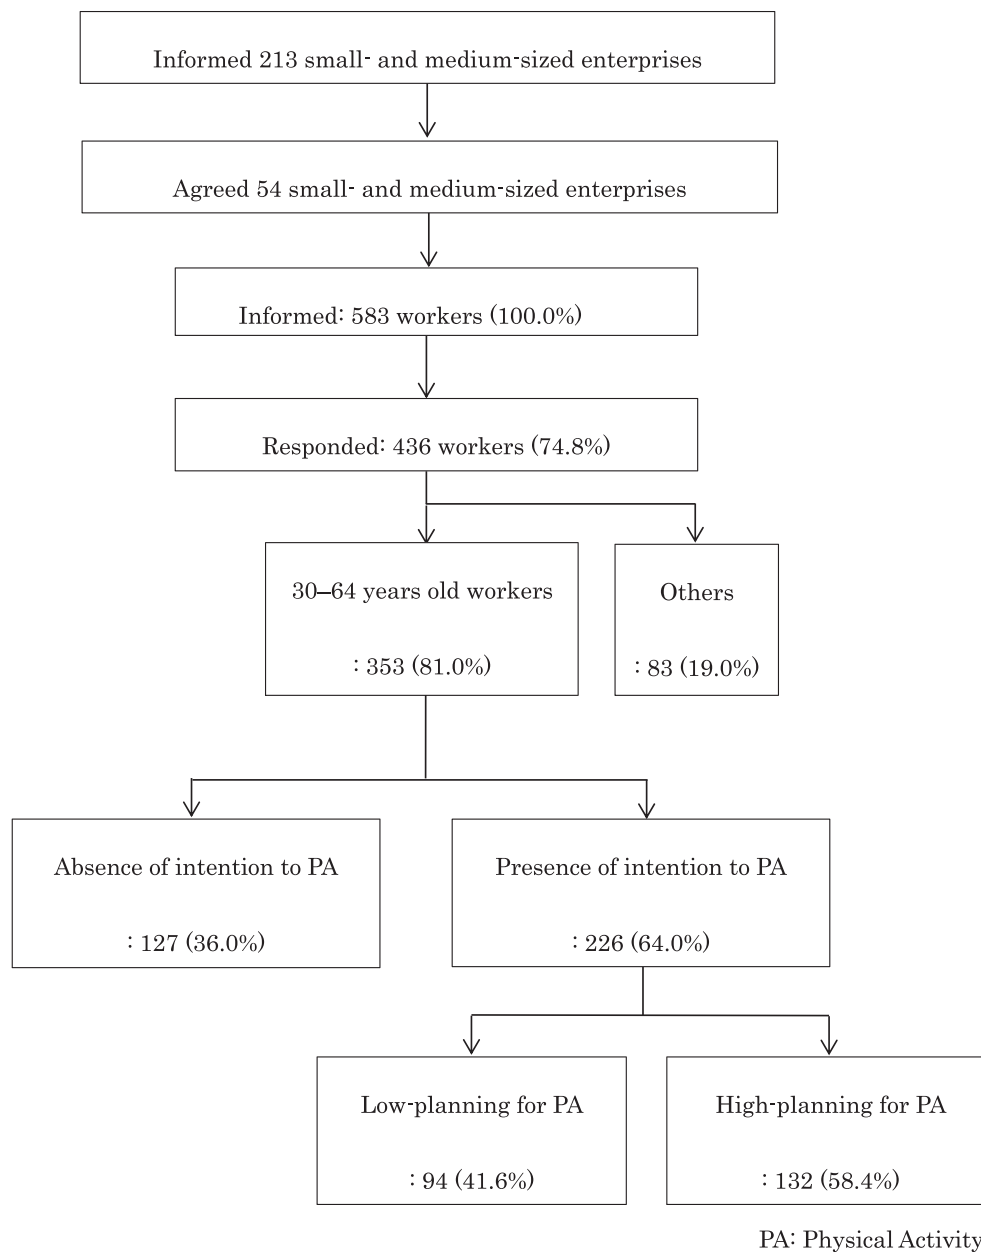 Informed 213 small- and medium-sized enterprises
Agreed 54 small- and medium-sized enterprises
Informed: 583 workers (100.0%)
Responded: 436 workers (74.8%)
30–64 years old workers
: 353 (81.0%)
Others
: 83 (19.0%)
Absence of intention to PA
: 127 (36.0%)
Presence of intention to PA
: 226 (64.0%)
Low-planning for PA
: 94 (41.6%)
High-planning for PA
: 132 (58.4%)
PA: Physical Activity